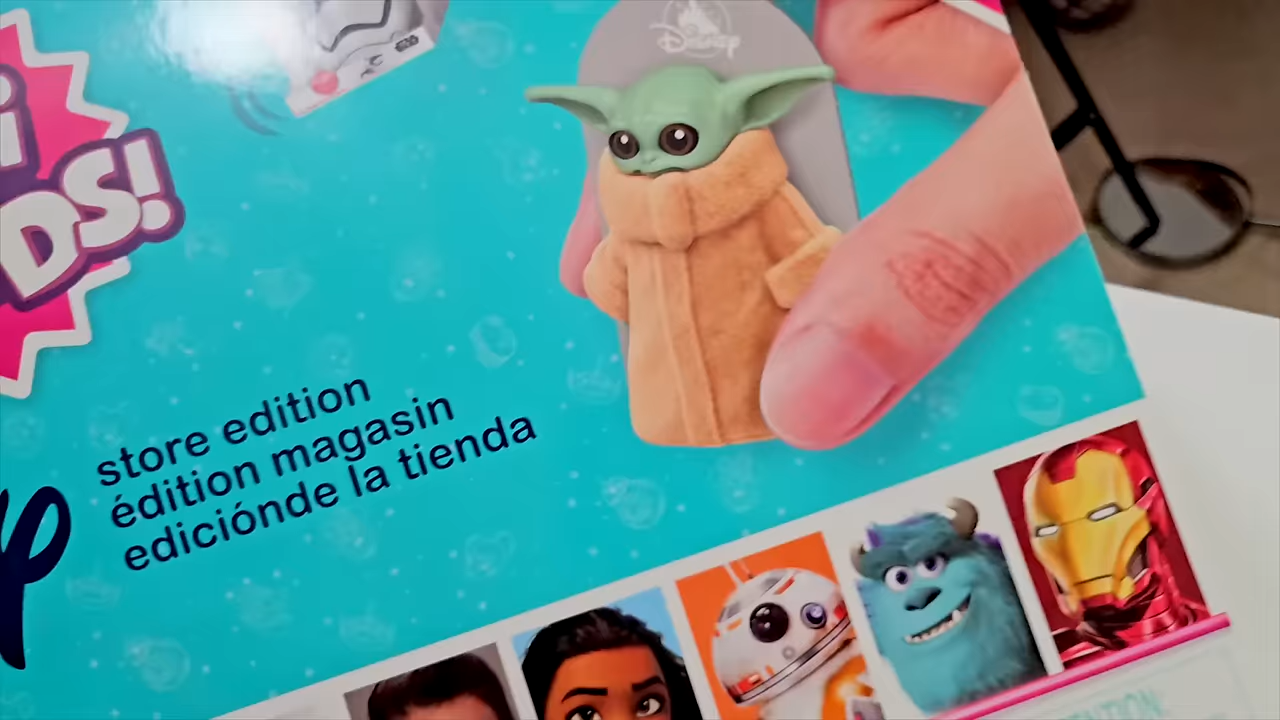 Disney
DS!
store edition
édition magasin
ediciónde la tienda